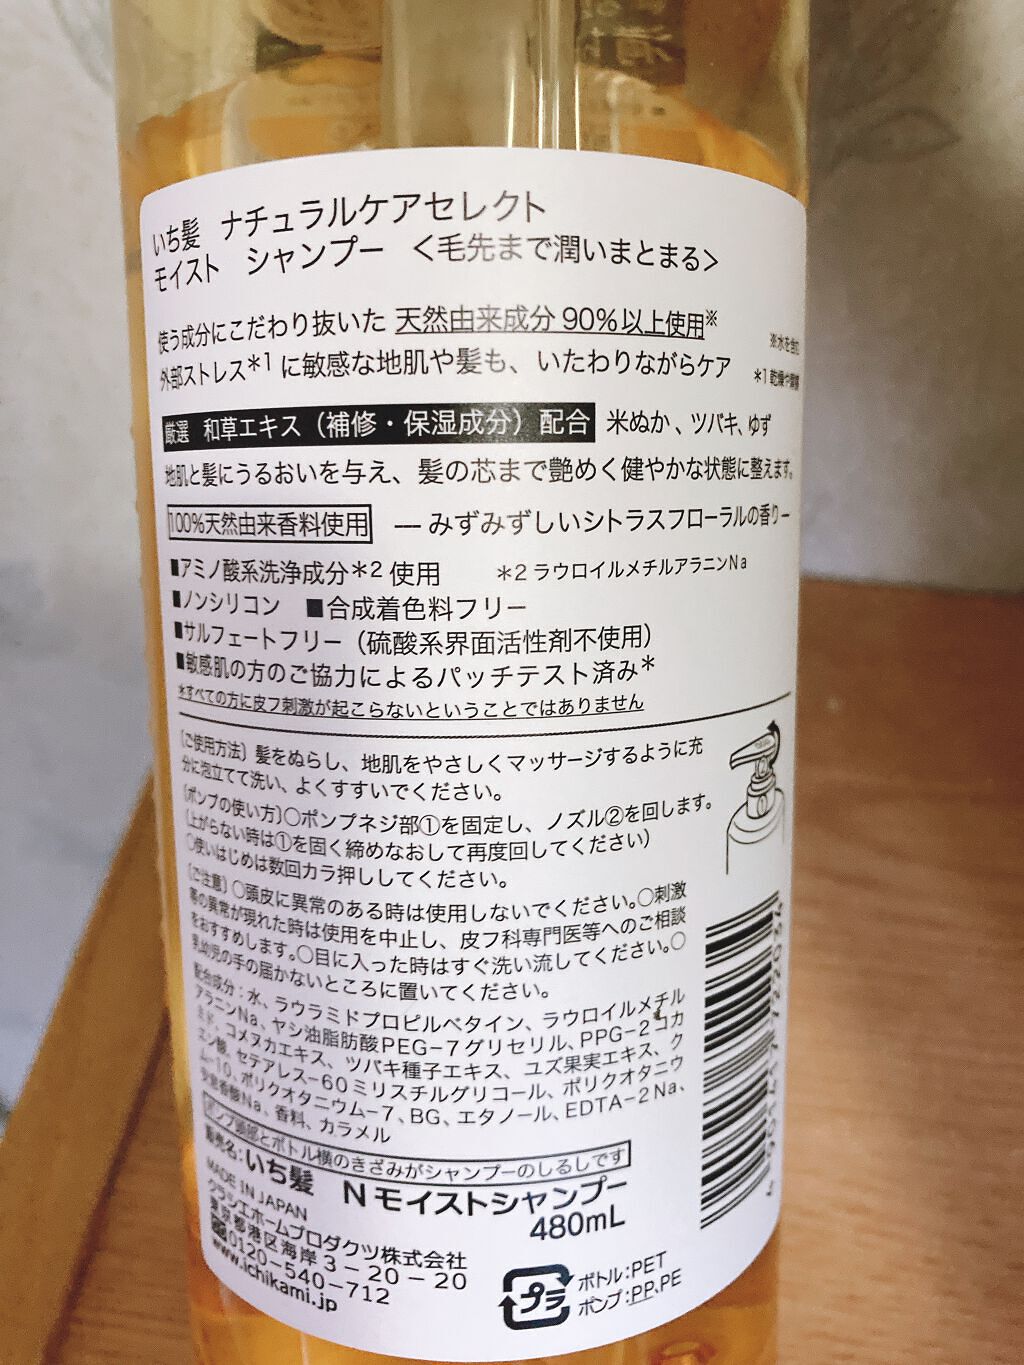 いち髪 ナチュラルケアセレクト
モイスト シャンプー <毛先まで潤いまとまる>
使う成分にこだわり抜いた 天然由来成分90%以上使用※
※水を含む
外部ストレス*1に敏感な地肌や髪も、いたわりながらケア
*1 乾燥や摩擦
厳選 和草エキス(補修・保湿成分)配合 米ぬか、ツバキ、ゆず
地肌と髪にうるおいを与え、髪の芯まで艶めく健やかな状態に整えます。
100%天然由来香料使用 ―みずみずしいシトラスフローラルの香り―
■アミノ酸系洗浄成分*2使用 *2 ラウロイルメチルアラニンNa
■ノンシリコン ■合成着色料フリー
■サルフェートフリー(硫酸系界面活性剤不使用)
■敏感肌の方のご協力によるパッチテスト済み*
*すべての方に皮フ刺激が起こらないということではありません
〔ご使用方法〕髪をぬらし、地肌をやさしくマッサージするように充
分に泡立てて洗い、よくすすいでください。
〔ポンプの使い方〕○ポンプネジ部①を固定し、ノズル②を回します。
(上がらない時は①を固く締めなおして再度回してください)
○使いはじめは数回カラ押ししてください。
〔ご注意〕○頭皮に異常のある時は使用しないでください。○刺激
等の異常が現れた時は使用を中止し、皮フ科専門医等へのご相談
をおすすめします。○目に入った時はすぐ洗い流してください。○
乳幼児の手の届かないところに置いてください。
配合成分:水、ラウラミドプロピルベタイン、ラウロイルメチル
アラニンNa、ヤシ油脂肪酸PEG-7グリセリル、PPG-2コカ
ミド、コメヌカエキス、ツバキ種子エキス、ユズ果実エキス、ク
エン酸、セテアレス-60ミリスチルグリコール、ポリクオタニウ
ム-10、ポリクオタニウム-7、BG、エタノール、EDTA-2Na、
安息香酸Na、香料、カラメル
ポンプ頭部とボトル横のきざみがシャンプーのしるしです
販売名:いち髪 Nモイストシャンプー
480mL
MADE IN JAPAN
クラシエホームプロダクツ株式会社
東京都港区海岸3-20-20
0120-540-712
www.ichikami.jp
プラ
ボトル:PET
ポンプ:PP、PE